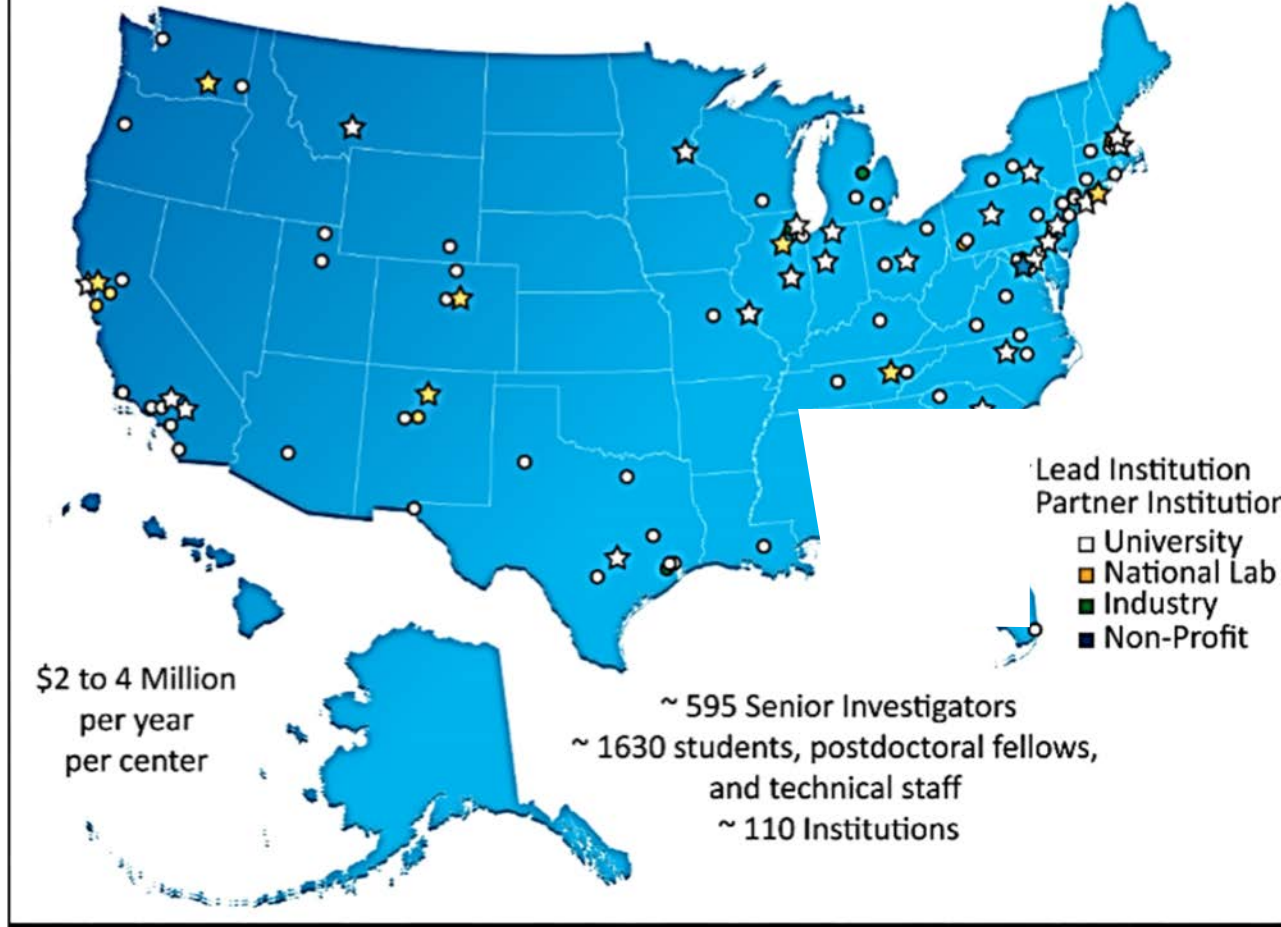 Lead Institution
Partner Institution
University
National Lab
Industry
Non-Profit
$2 to 4 Million
per year
per center
~ 595 Senior Investigators
~ 1630 students, postdoctoral fellows,
and technical staff
~ 110 Institutions